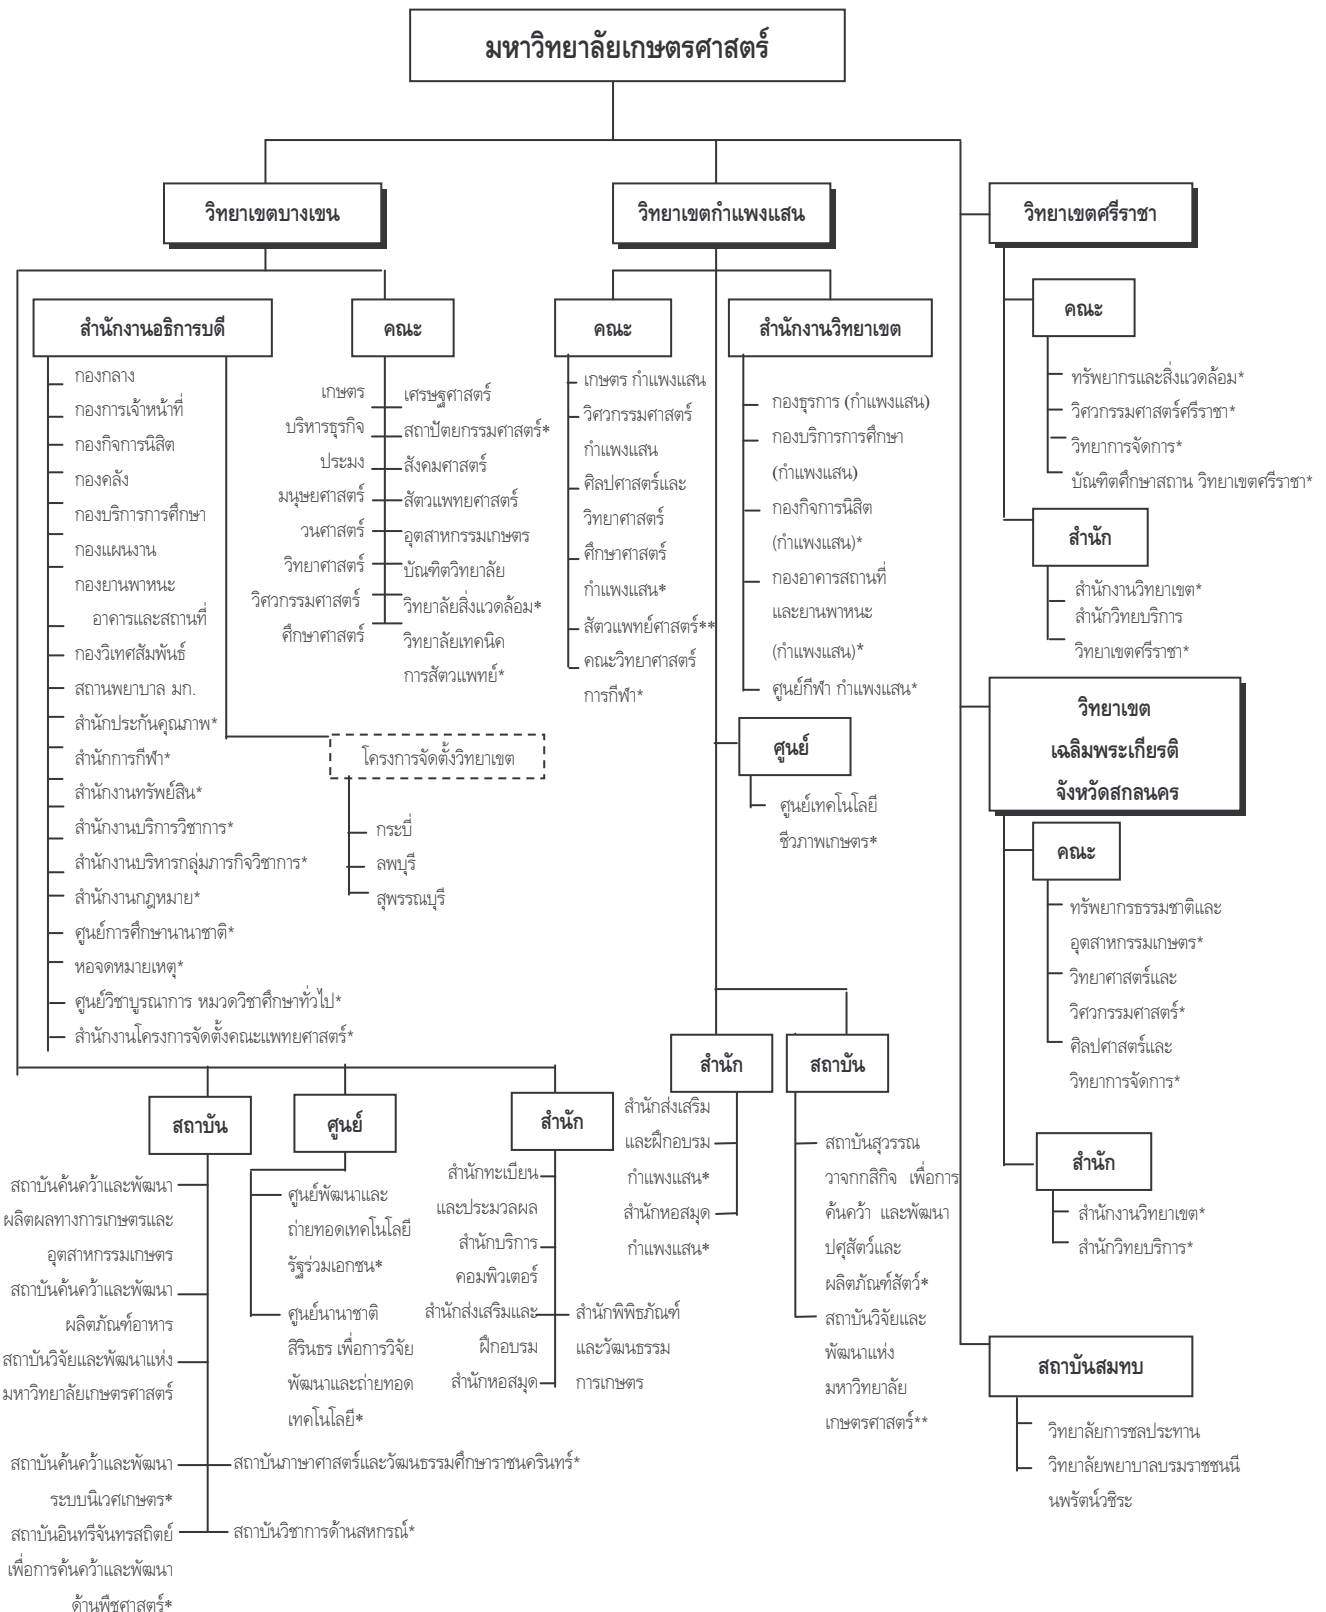 มหาวิทยาลัยเกษตรศาสตร์
วิทยาเขตบางเขน
สำนักงานอธิการบดี
กองกลาง
กองการเจ้าหน้าที่
กองกิจการนิสิต
กองคลัง
กองบริการการศึกษา
กองแผนงาน
กองยานพาหนะ
อาคารและสถานที่
กองวิเทศสัมพันธ์
สถานพยาบาล มก.
สำนักประกันคุณภาพ*
สำนักการกีฬา*
สำนักงานทรัพย์สิน*
สำนักงานบริการวิชาการ*
สำนักงานบริหารกลุ่มภารกิจวิชาการ*
สำนักงานกฎหมาย*
ศูนย์การศึกษานานาชาติ*
หอจดหมายเหตุ*
ศูนย์วิชาบูรณาการ หมวดวิชาศึกษาทั่วไป*
สำนักงานโครงการจัดตั้งคณะแพทยศาสตร์*
โครงการจัดตั้งวิทยาเขต
กระบี่
ลพบุรี
สุพรรณบุรี
คณะ
เกษตร
บริหารธุรกิจ
ประมง
มนุษยศาสตร์
วนศาสตร์
วิทยาศาสตร์
วิศวกรรมศาสตร์
ศึกษาศาสตร์
เศรษฐศาสตร์
สถาปัตยกรรมศาสตร์*
สังคมศาสตร์
สัตวแพทยศาสตร์
อุตสาหกรรมเกษตร
บัณฑิตวิทยาลัย
วิทยาลัยสิ่งแวดล้อม*
วิทยาลัยเทคนิค
การสัตวแพทย์*
สถาบัน
สถาบันค้นคว้าและพัฒนา
ผลิตผลทางการเกษตรและ
อุตสาหกรรมเกษตร
สถาบันค้นคว้าและพัฒนา
ผลิตภัณฑ์อาหาร
สถาบันวิจัยและพัฒนาแห่ง
มหาวิทยาลัยเกษตรศาสตร์
สถาบันค้นคว้าและพัฒนา
ระบบนิเวศเกษตร*
สถาบันอินทรีจันทรสถิตย์
เพื่อการค้นคว้าและพัฒนา
ด้านพืชศาสตร์*
สถาบันภาษาศาสตร์และวัฒนธรรมศึกษาราชนครินทร์*
สถาบันวิชาการด้านสหกรณ์*
ศูนย์
ศูนย์พัฒนาและ
ถ่ายทอดเทคโนโลยี
รัฐร่วมเอกชน*
ศูนย์นานาชาติ
สิรินธร เพื่อการวิจัย
พัฒนาและถ่ายทอด
เทคโนโลยี*
สำนัก
สำนักทะเบียน
และประมวลผล
สำนักบริการ
คอมพิวเตอร์
สำนักส่งเสริมและ
ฝึกอบรม
สำนักหอสมุด
สำนักพิพิธภัณฑ์
และวัฒนธรรม
การเกษตร
วิทยาเขตกำแพงแสน
คณะ
เกษตร กำแพงแสน
วิศวกรรมศาสตร์
กำแพงแสน
ศิลปศาสตร์และ
วิทยาศาสตร์
ศึกษาศาสตร์
กำแพงแสน*
สัตวแพทย์ศาสตร์**
คณะวิทยาศาสตร์
การกีฬา*
สำนักงานวิทยาเขต
กองธุรการ (กำแพงแสน)
กองบริการการศึกษา
(กำแพงแสน)
กองกิจการนิสิต
(กำแพงแสน)*
กองอาคารสถานที่
และยานพาหนะ
(กำแพงแสน)*
ศูนย์กีฬา กำแพงแสน*
ศูนย์
ศูนย์เทคโนโลยี
ชีวภาพเกษตร*
สำนัก
สำนักส่งเสริม
และฝึกอบรม
กำแพงแสน*
สำนักหอสมุด
กำแพงแสน*
สถาบัน
สถาบันสุวรรณ
วาจกกสิกิจ เพื่อการ
ค้นคว้า และพัฒนา
ปศุสัตว์และ
ผลิตภัณฑ์สัตว์*
สถาบันวิจัยและ
พัฒนาแห่ง
มหาวิทยาลัย
เกษตรศาสตร์**
วิทยาเขตศรีราชา
คณะ
ทรัพยากรและสิ่งแวดล้อม*
วิศวกรรมศาสตร์ศรีราชา*
วิทยาการจัดการ*
บัณฑิตศึกษาสถาน วิทยาเขตศรีราชา*
สำนัก
สำนักงานวิทยาเขต*
สำนักวิทยบริการ
วิทยาเขตศรีราชา*
วิทยาเขต
เฉลิมพระเกียรติ
จังหวัดสกลนคร
คณะ
ทรัพยากรธรรมชาติและ
อุตสาหกรรมเกษตร*
วิทยาศาสตร์และ
วิศวกรรมศาสตร์*
ศิลปศาสตร์และ
วิทยาการจัดการ*
สำนัก
สำนักงานวิทยาเขต*
สำนักวิทยบริการ*
สถาบันสมทบ
วิทยาลัยการชลประทาน
วิทยาลัยพยาบาลบรมราชชนนี
นพรัตน์วชิระ